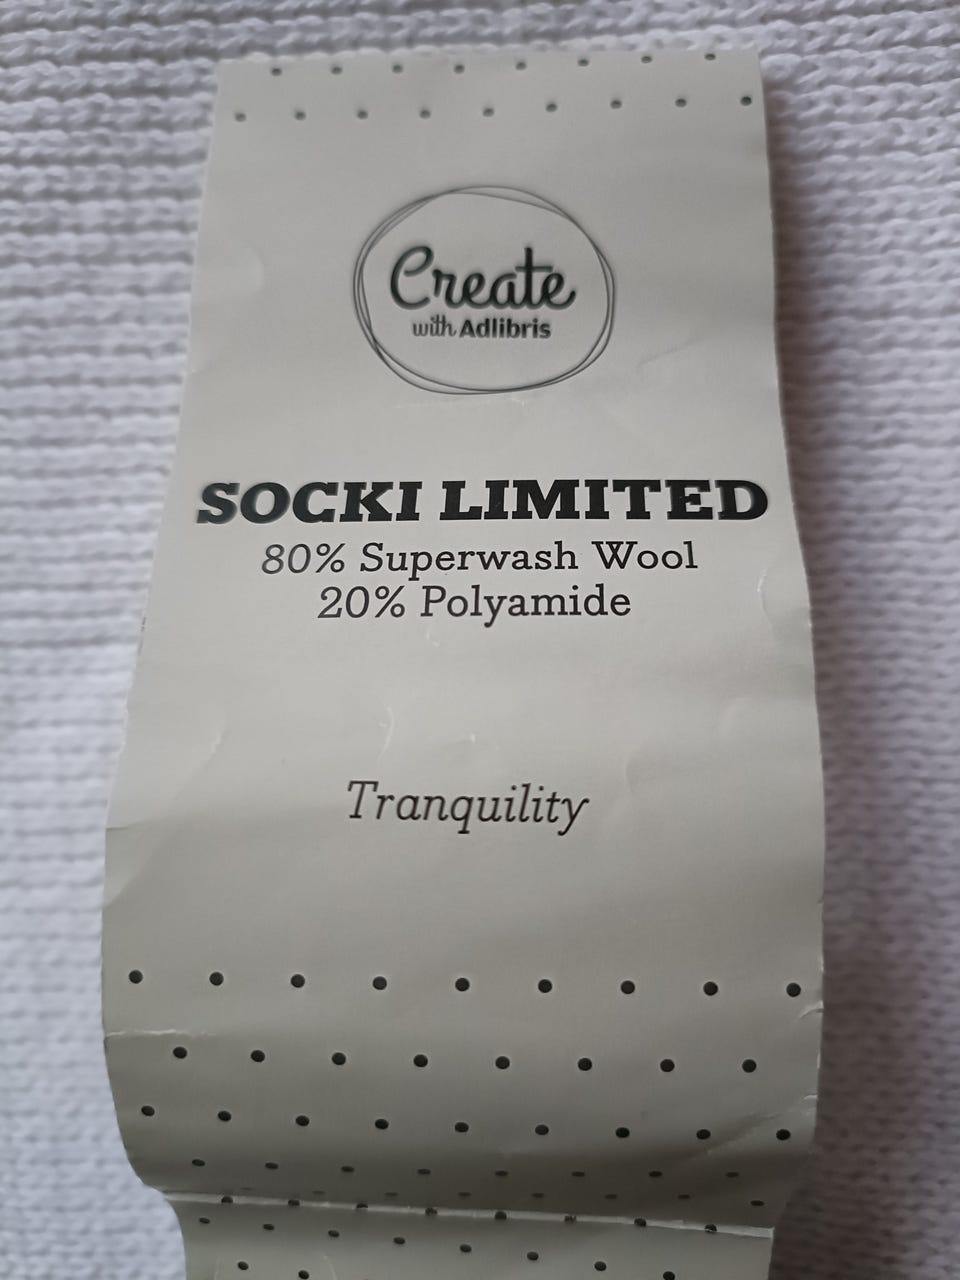 Create
with Adlibris
SOCKI LIMITED
80% Superwash Wool
20% Polyamide
Tranquility